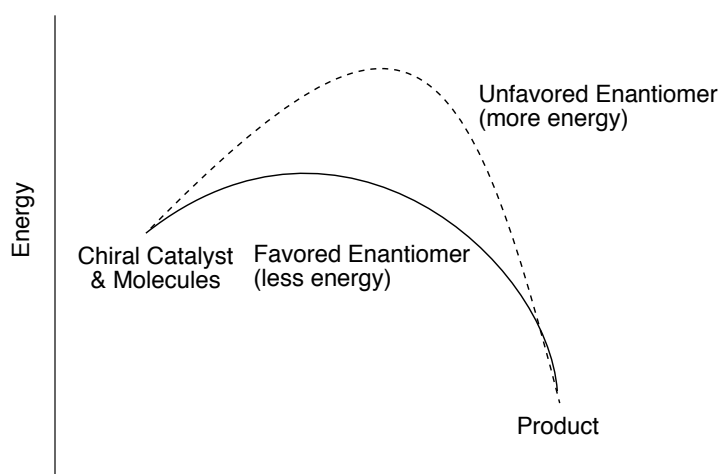 Unfavored Enantiomer
(more energy)
Energy
Chiral Catalyst
& Molecules
Favored Enantiomer
(less energy)
Product